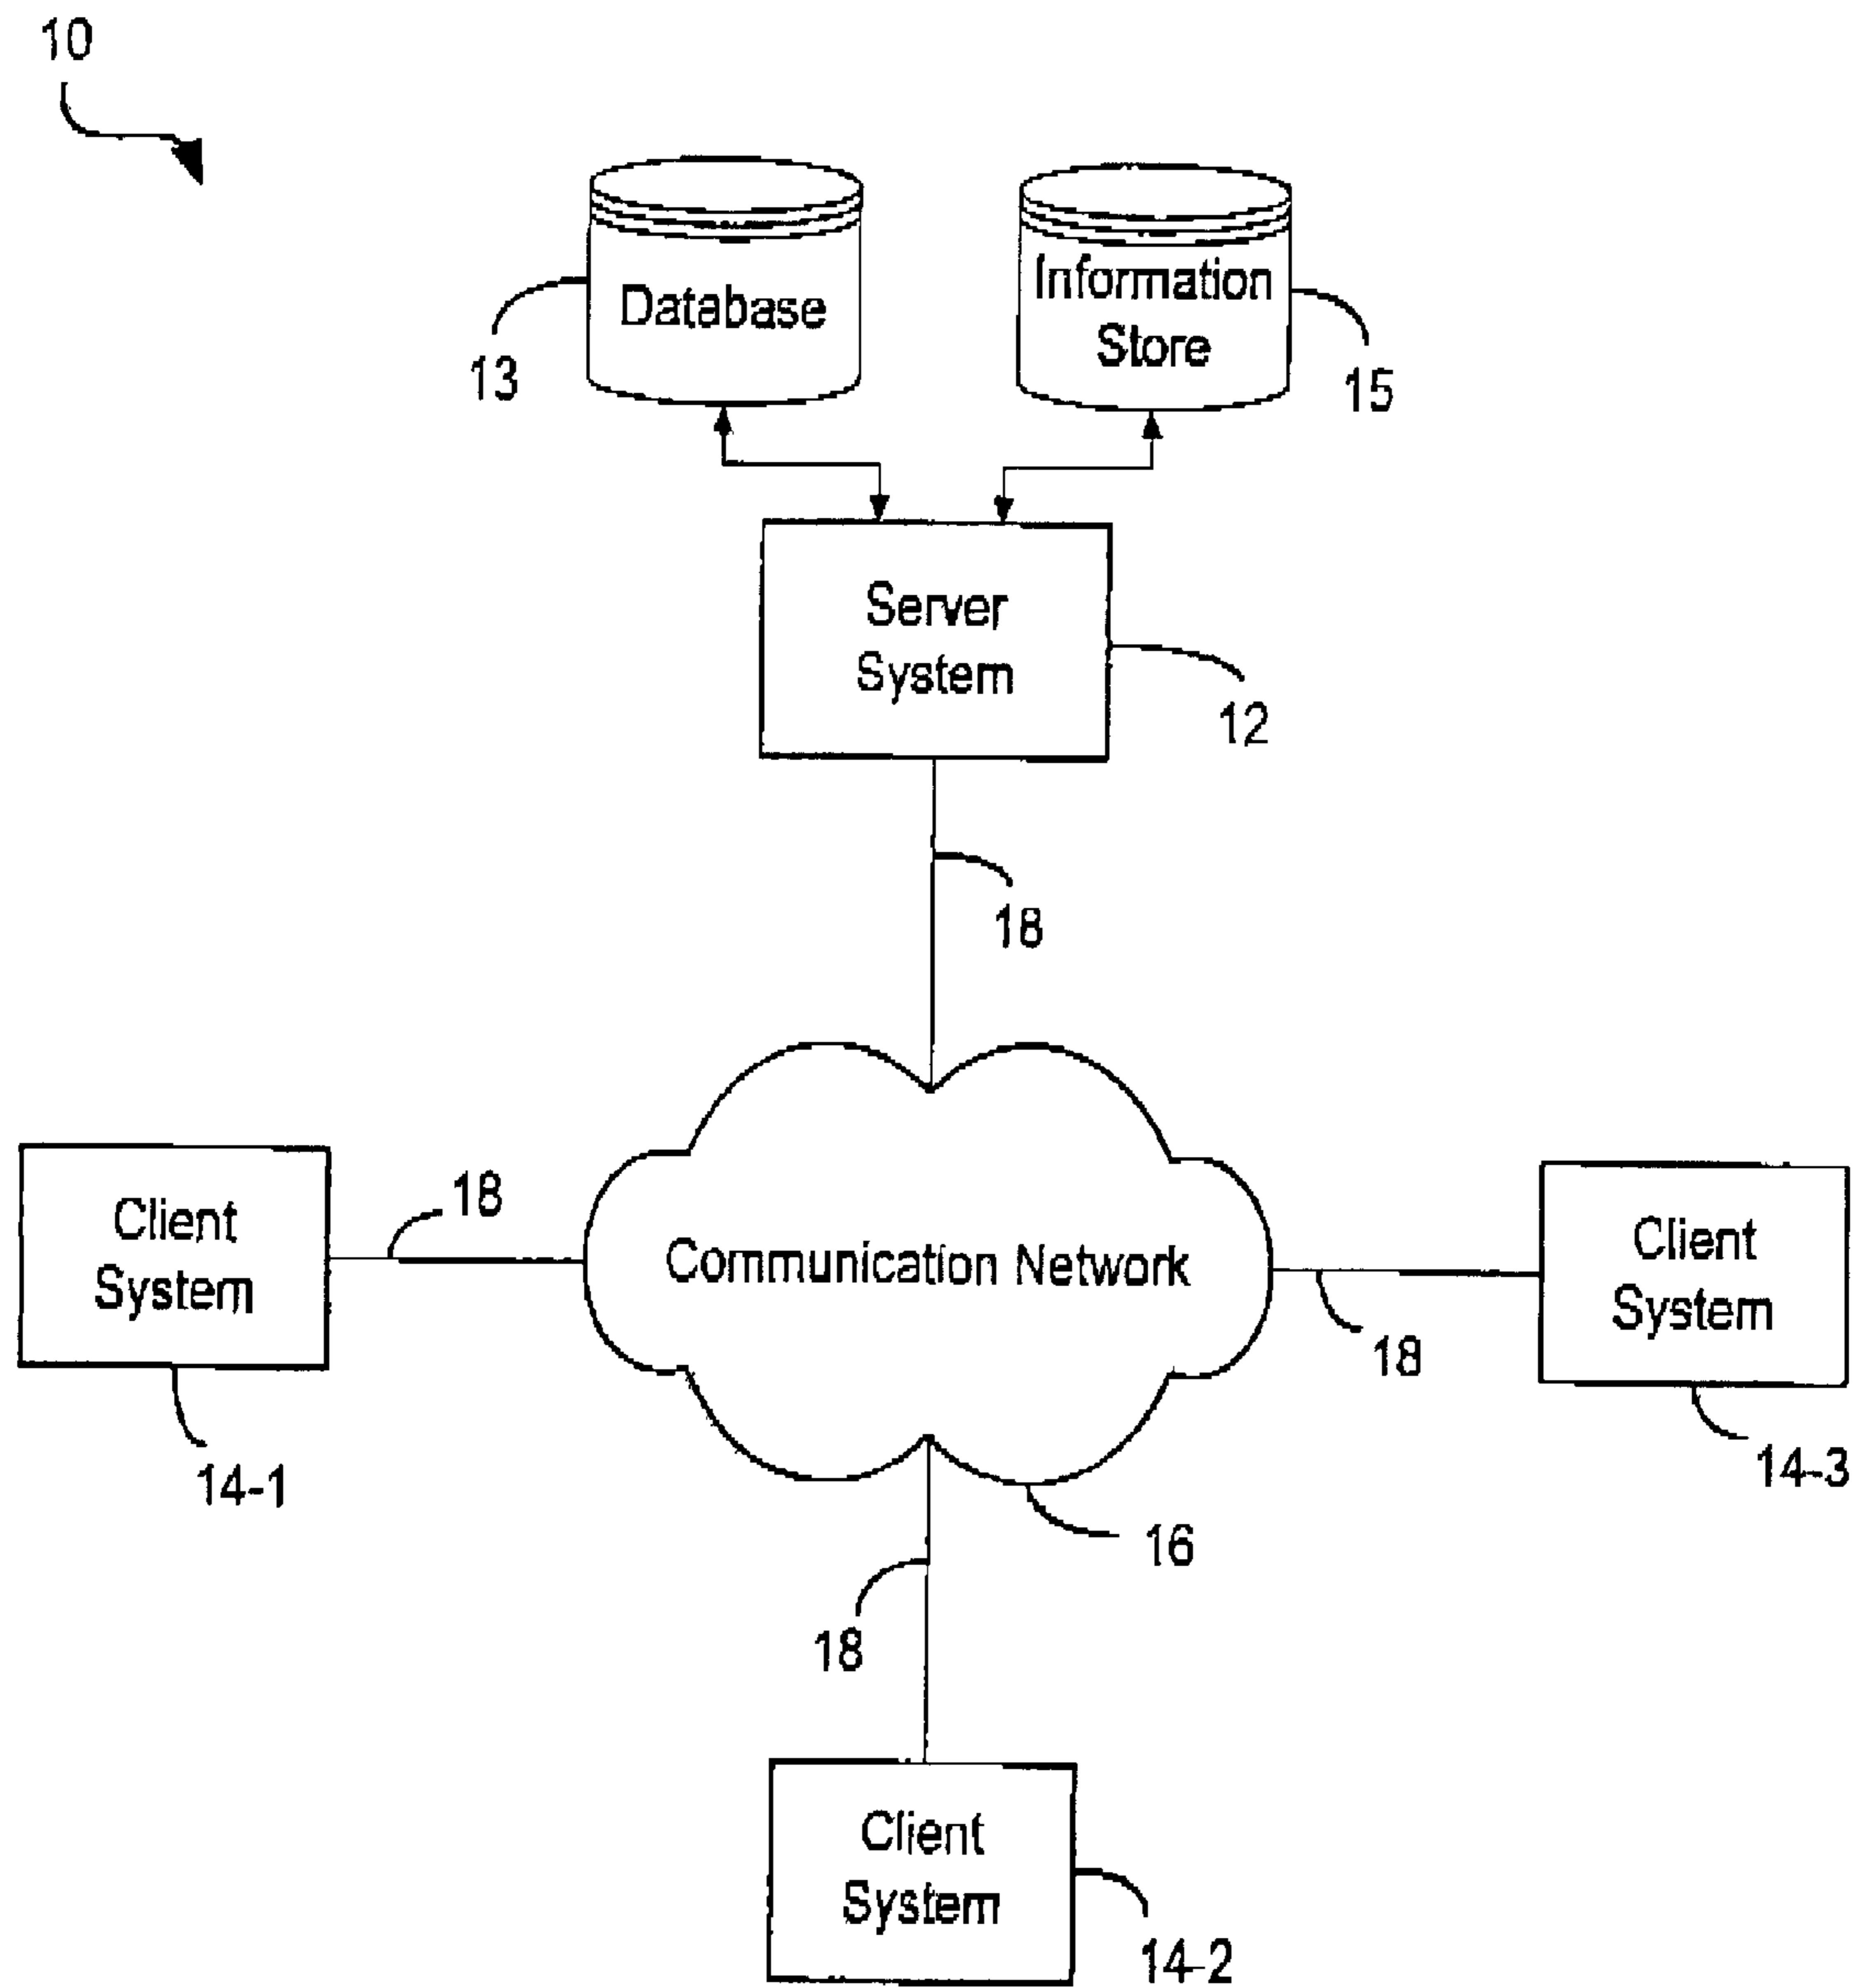 10
Database
Information
Store
13
15
Server
System
12
18
Client
System
18
Communication Network
Client
System
18
14-1
14-3
16
18
Client
System
14-2